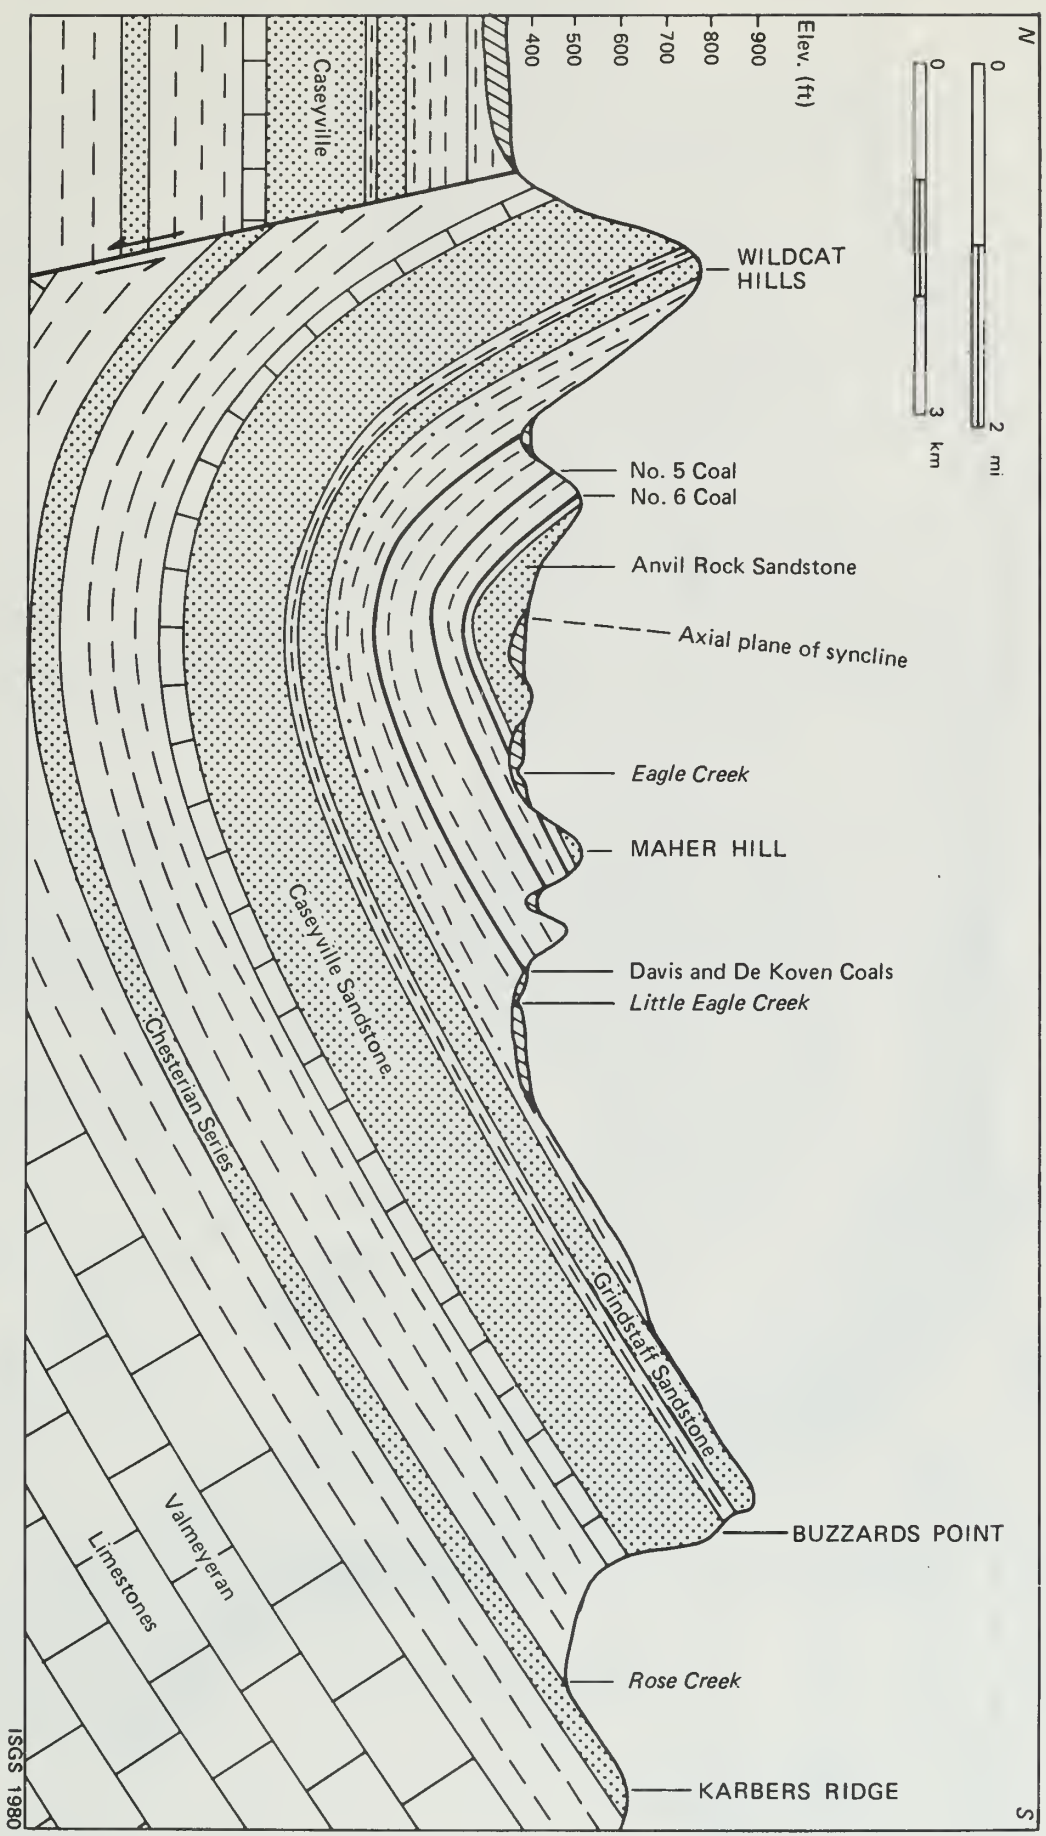 N
0 2 mi
0 3 km
Elev. (ft)
900
800
700
600
500
400
Caseyville
WILDCAT
HILLS
No. 5 Coal
No. 6 Coal
Anvil Rock Sandstone
Axial plane of syncline
Eagle Creek
MAHER HILL
Davis and De Koven Coals
Little Eagle Creek
Caseyville Sandstone
Chesterian Series
Grindstaff Sandstone
BUZZARDS POINT
Valmeyeran
Limestones
Rose Creek
KARBERS RIDGE
S
ISGS 1980